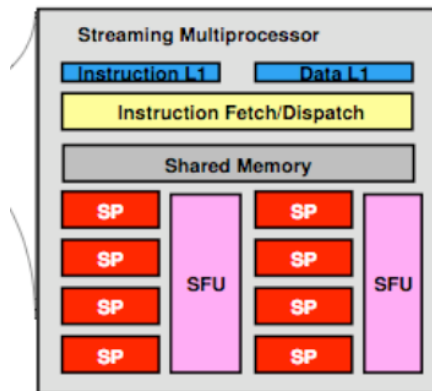 Streaming Multiprocessor
Instruction L1 Data L1
Instruction Fetch/Dispatch
Shared Memory
SP SP
SP SP
SFU SFU
SP SP
SP SP